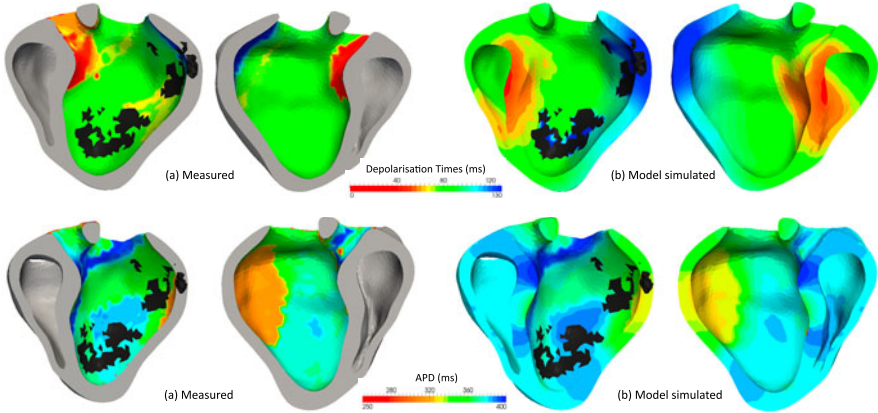 (a) Measured
Depolarisation Times (ms)
0 40 80 120 130
(b) Model simulated
(a) Measured
APD (ms)
250 280 320 360 400
(b) Model simulated